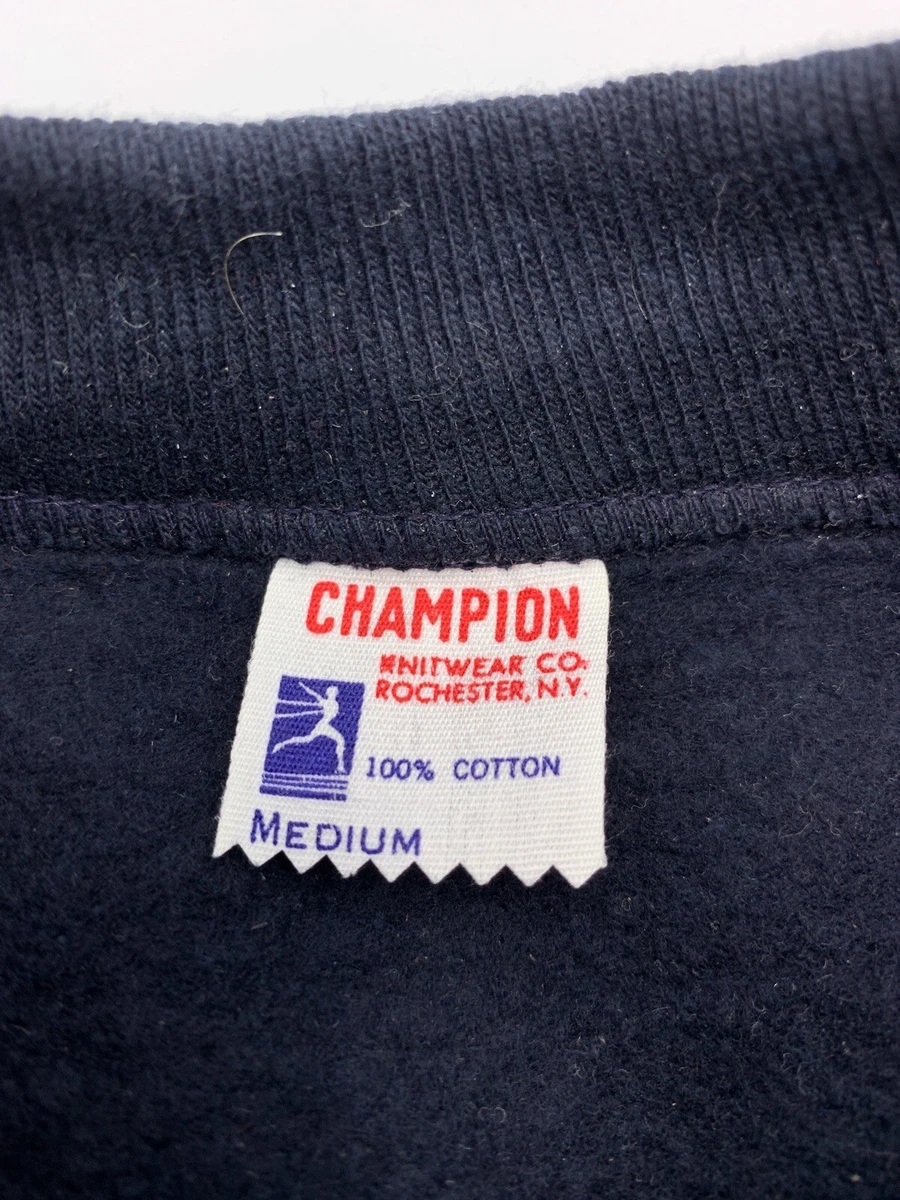 CHAMPION
KNITWEAR CO.
ROCHESTER, N.Y.
100% COTTON
MEDIUM